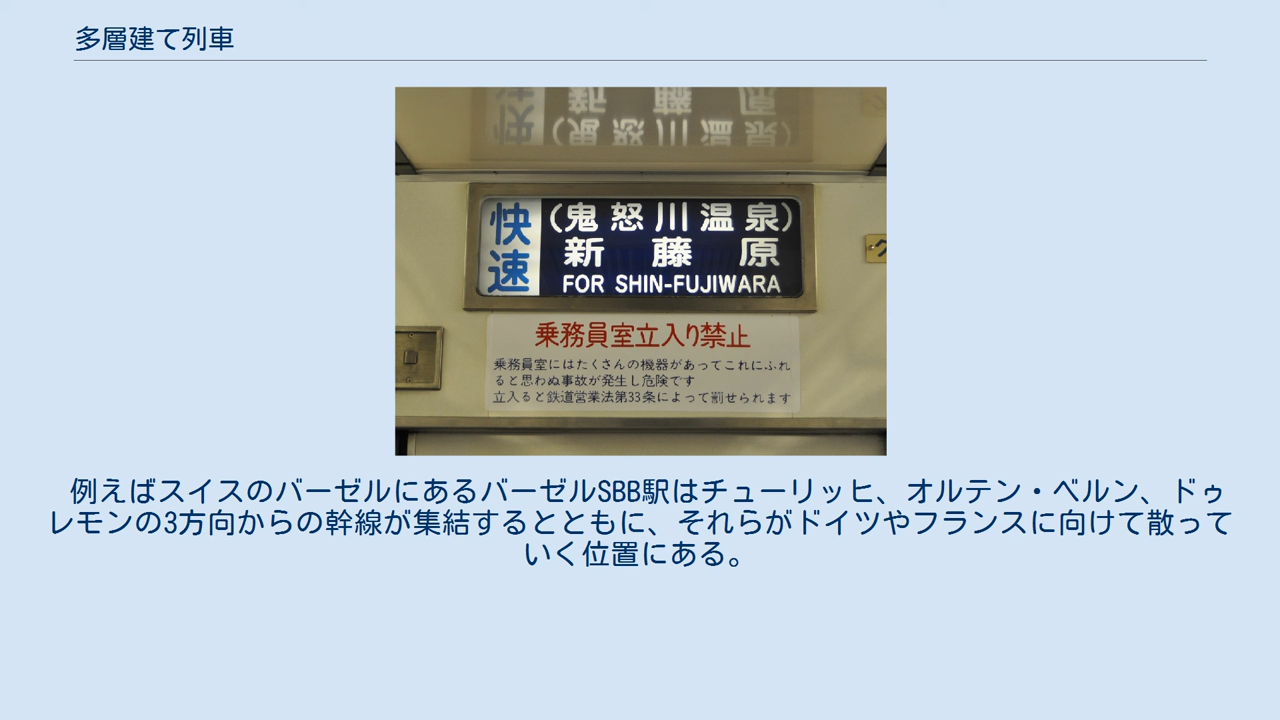 多層建て列車
快速
(鬼怒川温泉)
新藤原
FOR SHIN-FUJIWARA
乗務員室立入り禁止
乗務員室にはたくさんの機器があってこれにふれ
ると思わぬ事故が発生し危険です
立入ると鉄道営業法第33条によって罰せられます
例えばスイスのバーゼルにあるバーゼルSBB駅はチューリッヒ、オルテン・ベルン、ドゥ
レモンの3方向からの幹線が集結するとともに、それらがドイツやフランスに向けて散って
いく位置にある。